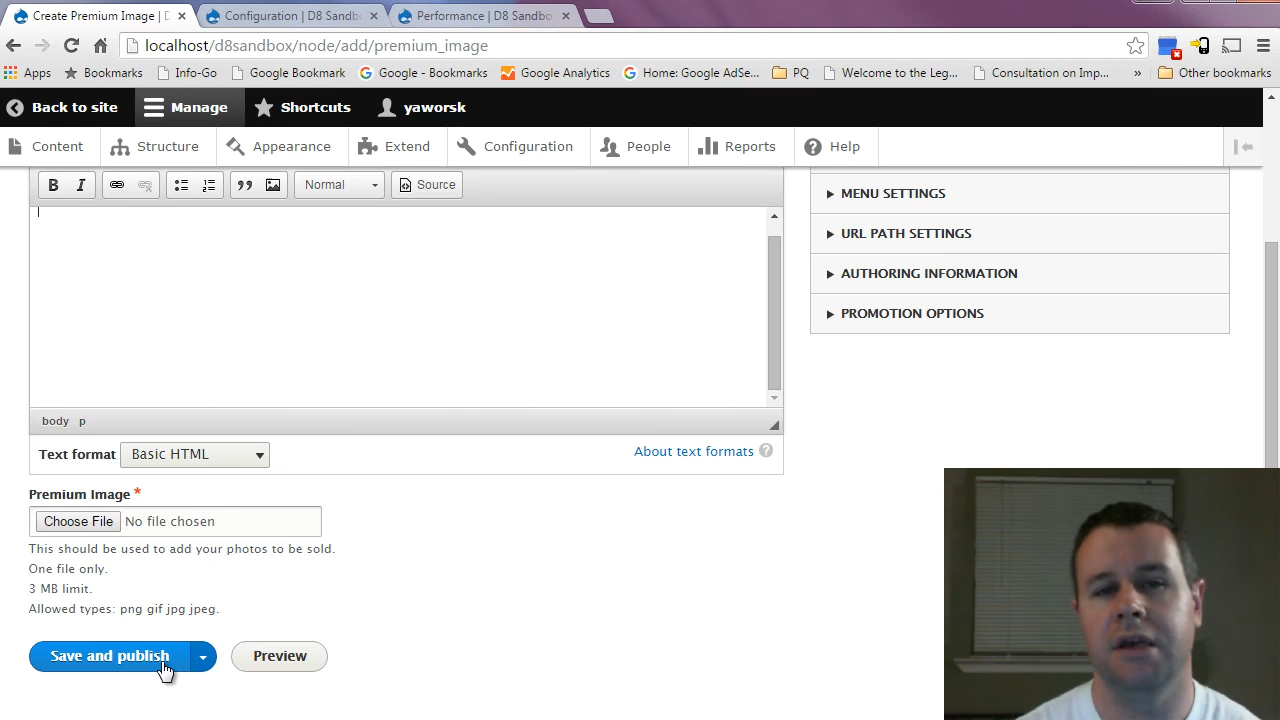 Create Premium Image | D
Configuration | D8 Sandb
Performance | D8 Sandbo
localhost/d8sandbox/node/add/premium_image
Apps
Bookmarks
Info-Go
Google Bookmark
Google - Bookmarks
Google Analytics
Home: Google AdSe...
PQ
Welcome to the Leg...
Consultation on Imp...
»
Other bookmarks
Back to site
Manage
Shortcuts
yaworsk
Content
Structure
Appearance
Extend
Configuration
People
Reports
Help
B
I
Normal
Source
MENU SETTINGS
URL PATH SETTINGS
AUTHORING INFORMATION
PROMOTION OPTIONS
body p
Text format
Basic HTML
About text formats ?
Premium Image *
Choose File No file chosen
This should be used to add your photos to be sold.
One file only.
3 MB limit.
Allowed types: png gif jpg jpeg.
Save and publish
Preview